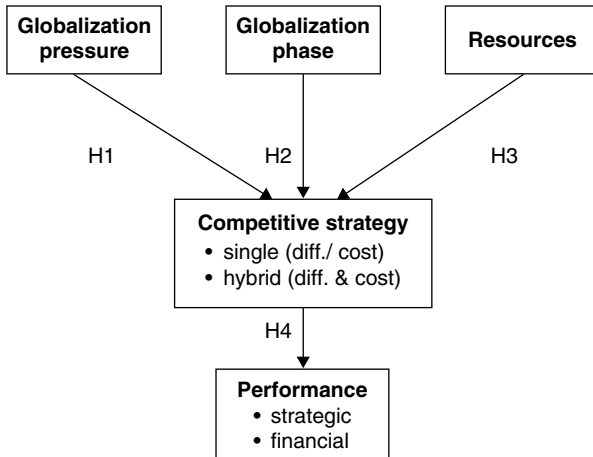 Globalization
pressure
Globalization
phase
Resources
H1
H2
H3
Competitive strategy
• single (diff./ cost)
• hybrid (diff. & cost)
H4
Performance
• strategic
• financial